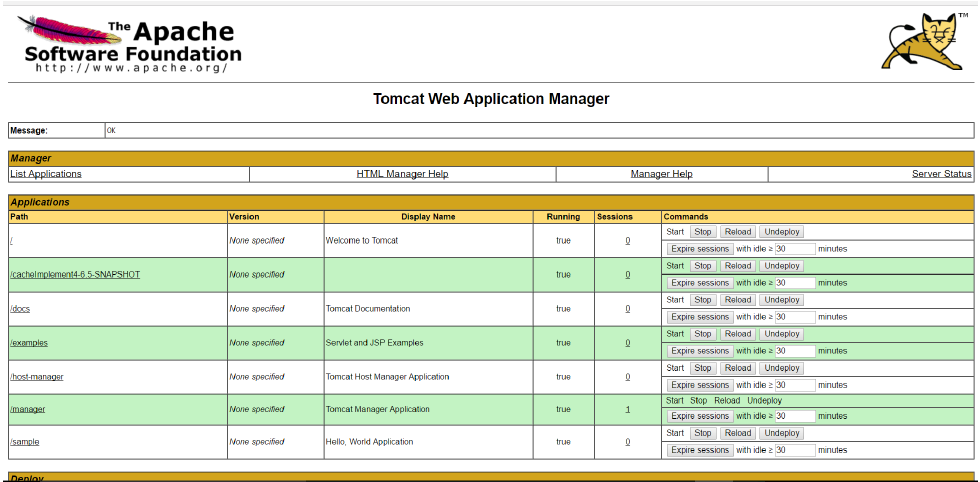 The Apache
Software Foundation
http://www.apache.org/
TM
Tomcat Web Application Manager
Message: OK
Manager
List Applications HTML Manager Help Manager Help Server Status
Applications
Path Version Display Name Running Sessions Commands
/ None specified Welcome to Tomcat true 0 Start Stop Reload Undeploy
Expire sessions with idle ≥ 30 minutes
/cacheImplement4-6.5-SNAPSHOT None specified true 0 Start Stop Reload Undeploy
Expire sessions with idle ≥ 30 minutes
/docs None specified Tomcat Documentation true 0 Start Stop Reload Undeploy
Expire sessions with idle ≥ 30 minutes
/examples None specified Servlet and JSP Examples true 0 Start Stop Reload Undeploy
Expire sessions with idle ≥ 30 minutes
/host-manager None specified Tomcat Host Manager Application true 0 Start Stop Reload Undeploy
Expire sessions with idle ≥ 30 minutes
/manager None specified Tomcat Manager Application true 1 Start Stop Reload Undeploy
Expire sessions with idle ≥ 30 minutes
/sample None specified Hello, World Application true 0 Start Stop Reload Undeploy
Expire sessions with idle ≥ 30 minutes
Deploy